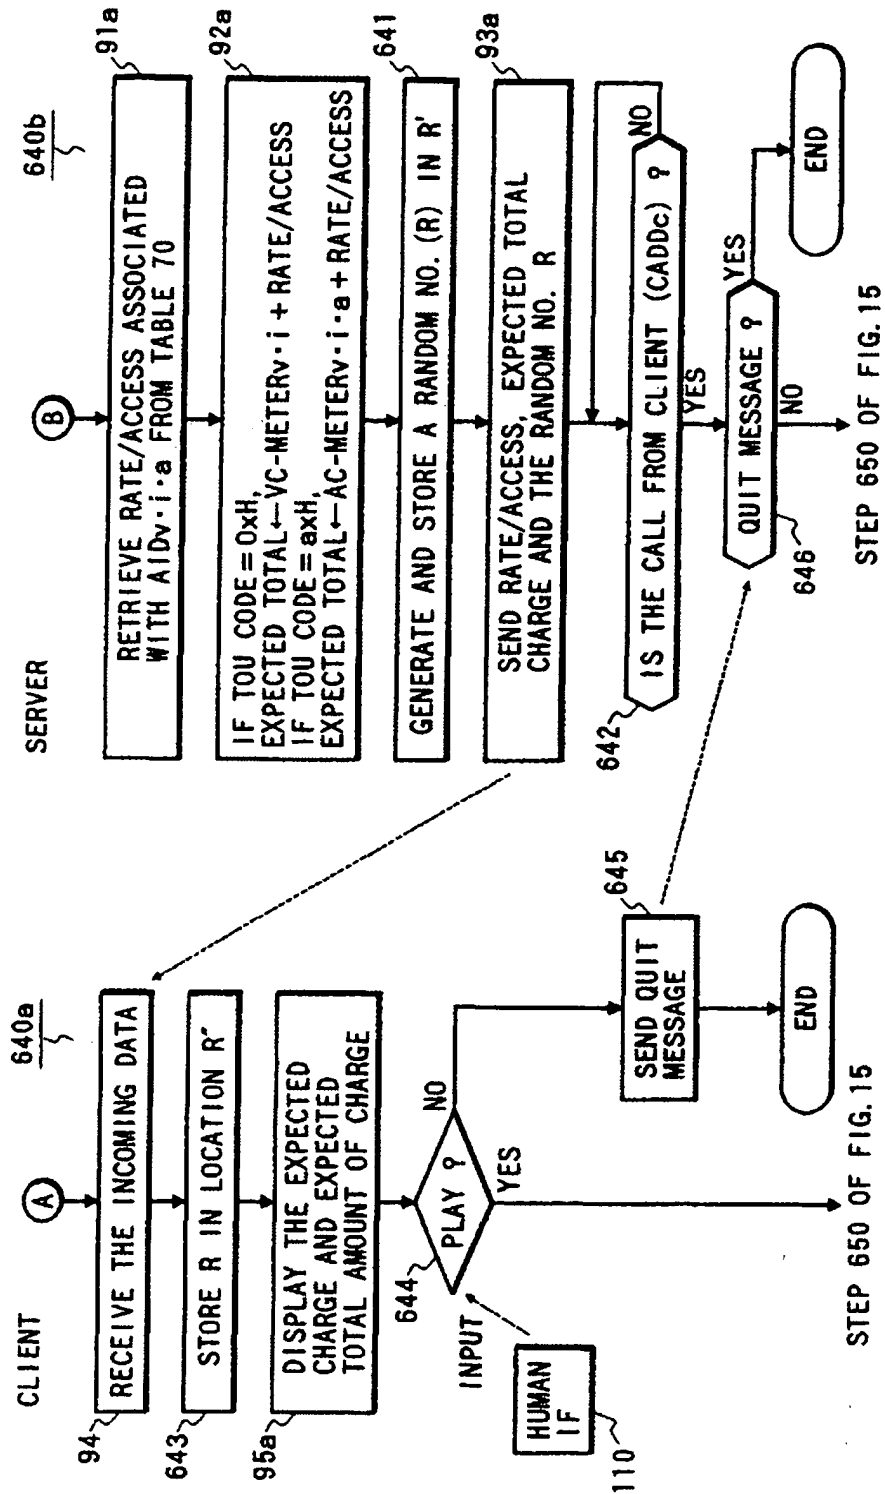 CLIENT
640a
A
94
RECEIVE THE INCOMING DATA
643
STORE R IN LOCATION R″
95a
DISPLAY THE EXPECTED
CHARGE AND EXPECTED
TOTAL AMOUNT OF CHARGE
644
PLAY ?
NO
YES
INPUT
HUMAN
IF
110
645
SEND QUIT
MESSAGE
END
STEP 650 OF FIG.15
SERVER
640b
B
91a
RETRIEVE RATE/ACCESS ASSOCIATED
WITH AIDv·i·a FROM TABLE 70
92a
IF TOU CODE=0xH,
EXPECTED TOTAL←VC-METERv·i+RATE/ACCESS
IF TOU CODE=axH,
EXPECTED TOTAL←AC-METERv·i·a+RATE/ACCESS
641
GENERATE AND STORE A RANDOM NO.(R) IN R'
93a
SEND RATE/ACCESS, EXPECTED TOTAL
CHARGE AND THE RANDOM NO. R
642
IS THE CALL FROM CLIENT (CADDc) ?
NO
YES
QUIT MESSAGE ?
YES
646
NO
END
STEP 650 OF FIG.15